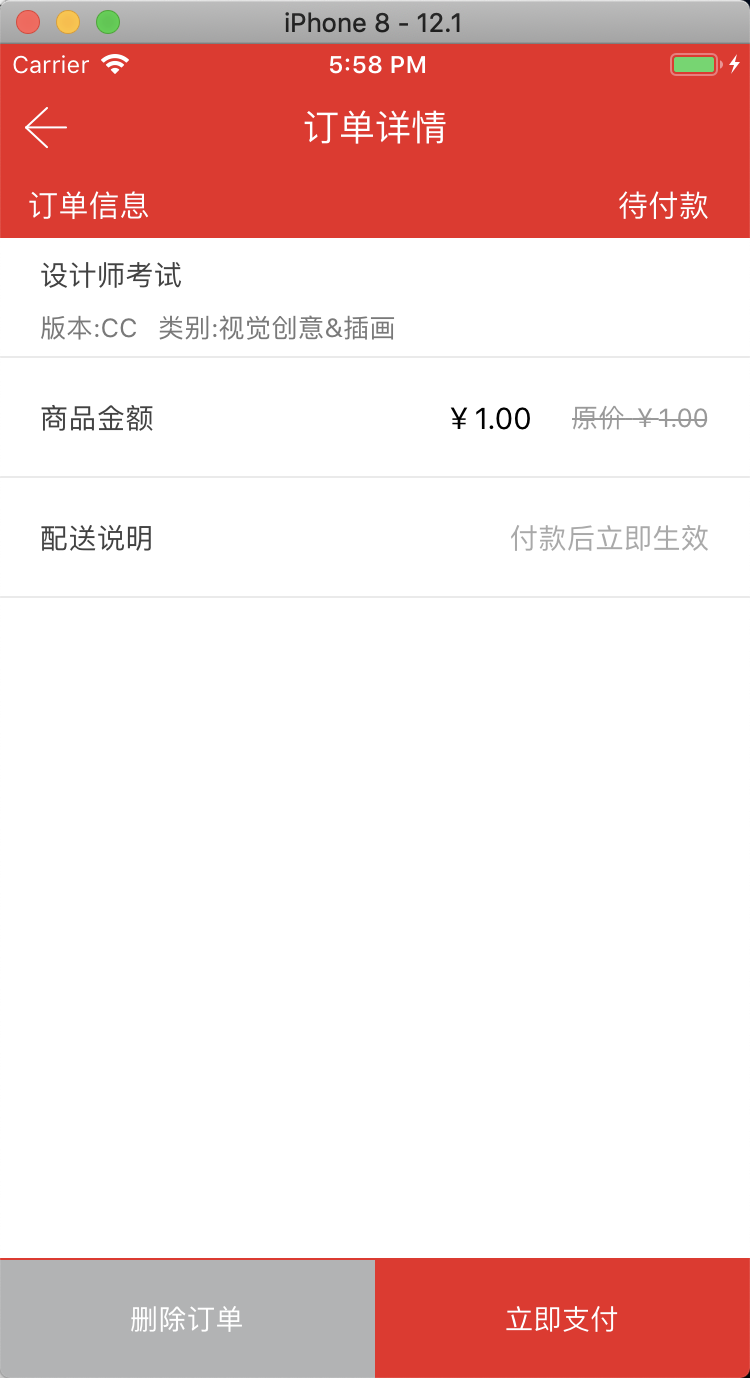 iPhone 8 - 12.1
Carrier 5:58 PM
订单详情
订单信息 待付款
设计师考试
版本:CC 类别:视觉创意&插画
商品金额 ￥1.00 原价 ￥1.00
配送说明 付款后立即生效
删除订单 立即支付